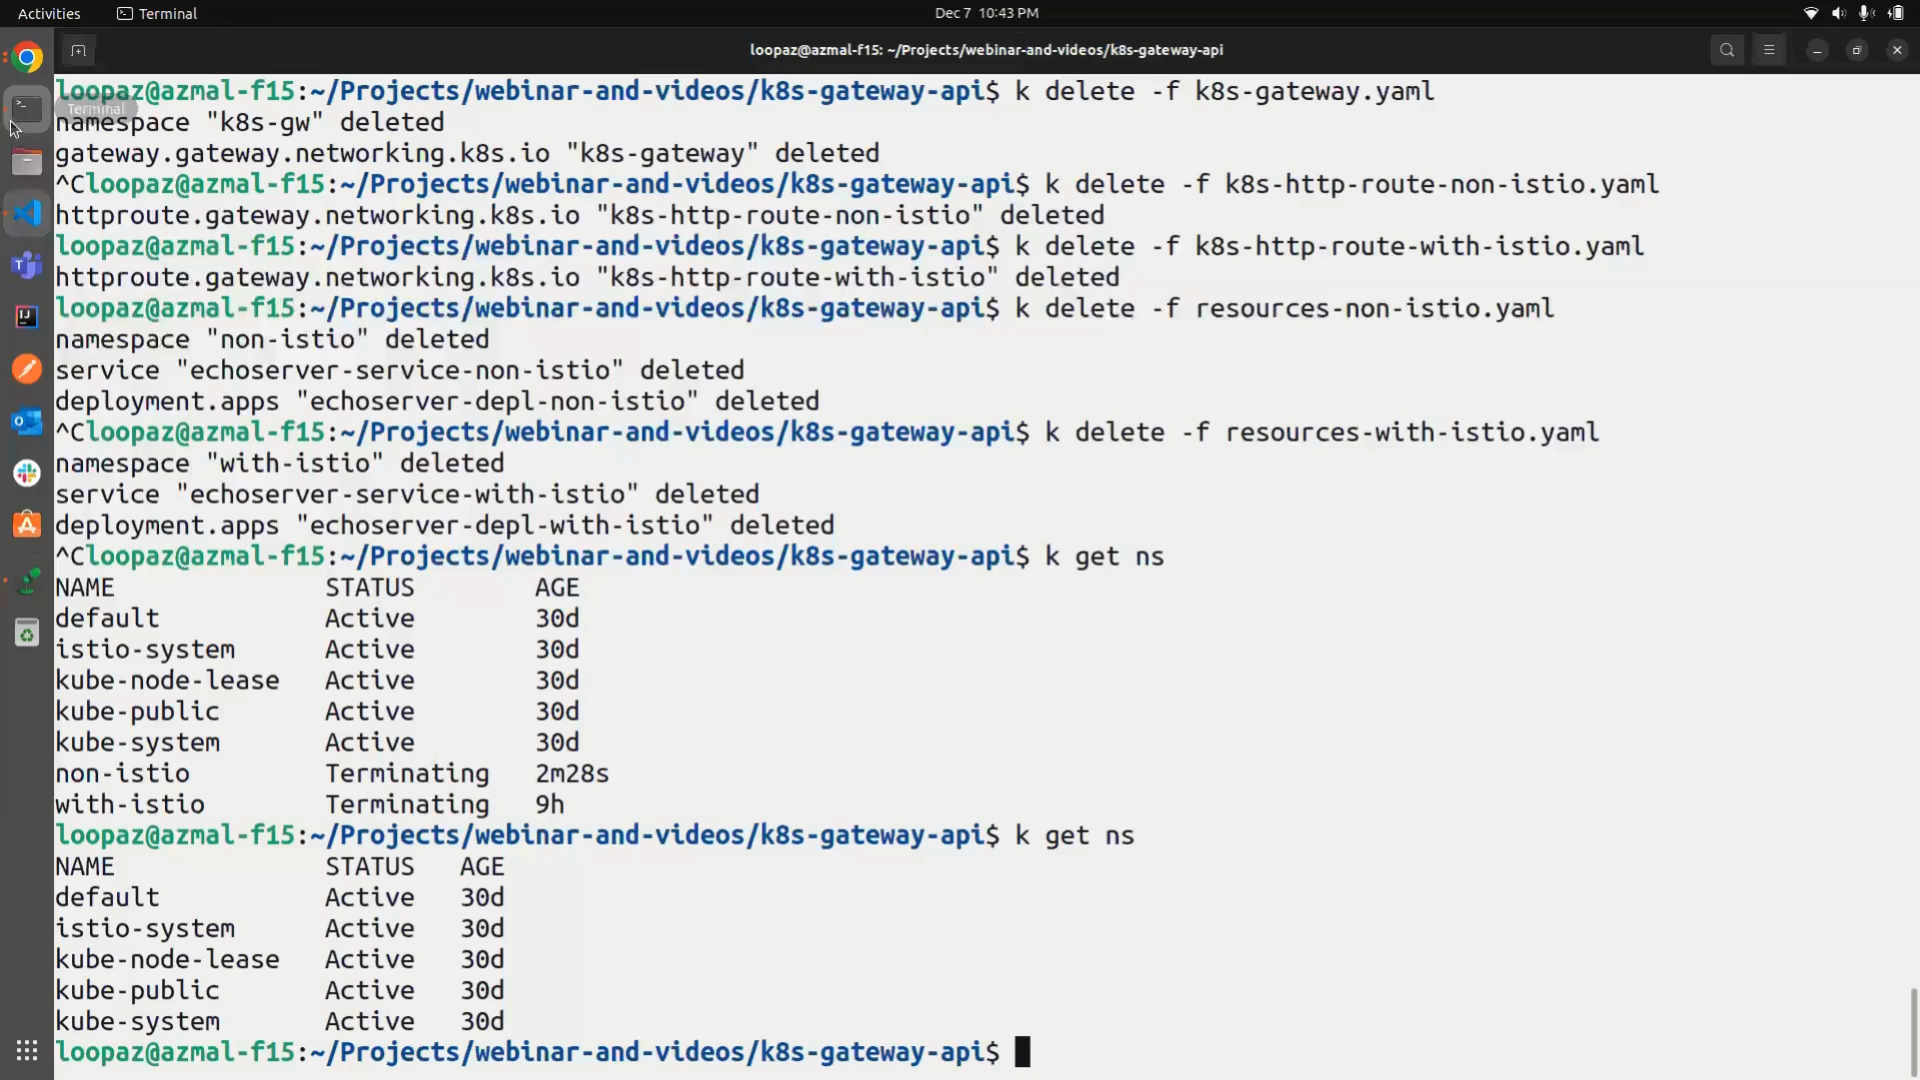 Activities
Terminal
Dec 7 10:43 PM
loopaz@azmal-f15: ~/Projects/webinar-and-videos/k8s-gateway-api
Terminal
loopaz@azmal-f15:~/Projects/webinar-and-videos/k8s-gateway-api$ k delete -f k8s-gateway.yaml
namespace "k8s-gw" deleted
gateway.gateway.networking.k8s.io "k8s-gateway" deleted
^Cloopaz@azmal-f15:~/Projects/webinar-and-videos/k8s-gateway-api$ k delete -f k8s-http-route-non-istio.yaml
httproute.gateway.networking.k8s.io "k8s-http-route-non-istio" deleted
loopaz@azmal-f15:~/Projects/webinar-and-videos/k8s-gateway-api$ k delete -f k8s-http-route-with-istio.yaml
httproute.gateway.networking.k8s.io "k8s-http-route-with-istio" deleted
loopaz@azmal-f15:~/Projects/webinar-and-videos/k8s-gateway-api$ k delete -f resources-non-istio.yaml
namespace "non-istio" deleted
service "echoserver-service-non-istio" deleted
deployment.apps "echoserver-depl-non-istio" deleted
^Cloopaz@azmal-f15:~/Projects/webinar-and-videos/k8s-gateway-api$ k delete -f resources-with-istio.yaml
namespace "with-istio" deleted
service "echoserver-service-with-istio" deleted
deployment.apps "echoserver-depl-with-istio" deleted
^Cloopaz@azmal-f15:~/Projects/webinar-and-videos/k8s-gateway-api$ k get ns
NAME STATUS AGE
default Active 30d
istio-system Active 30d
kube-node-lease Active 30d
kube-public Active 30d
kube-system Active 30d
non-istio Terminating 2m28s
with-istio Terminating 9h
loopaz@azmal-f15:~/Projects/webinar-and-videos/k8s-gateway-api$ k get ns
NAME STATUS AGE
default Active 30d
istio-system Active 30d
kube-node-lease Active 30d
kube-public Active 30d
kube-system Active 30d
loopaz@azmal-f15:~/Projects/webinar-and-videos/k8s-gateway-api$